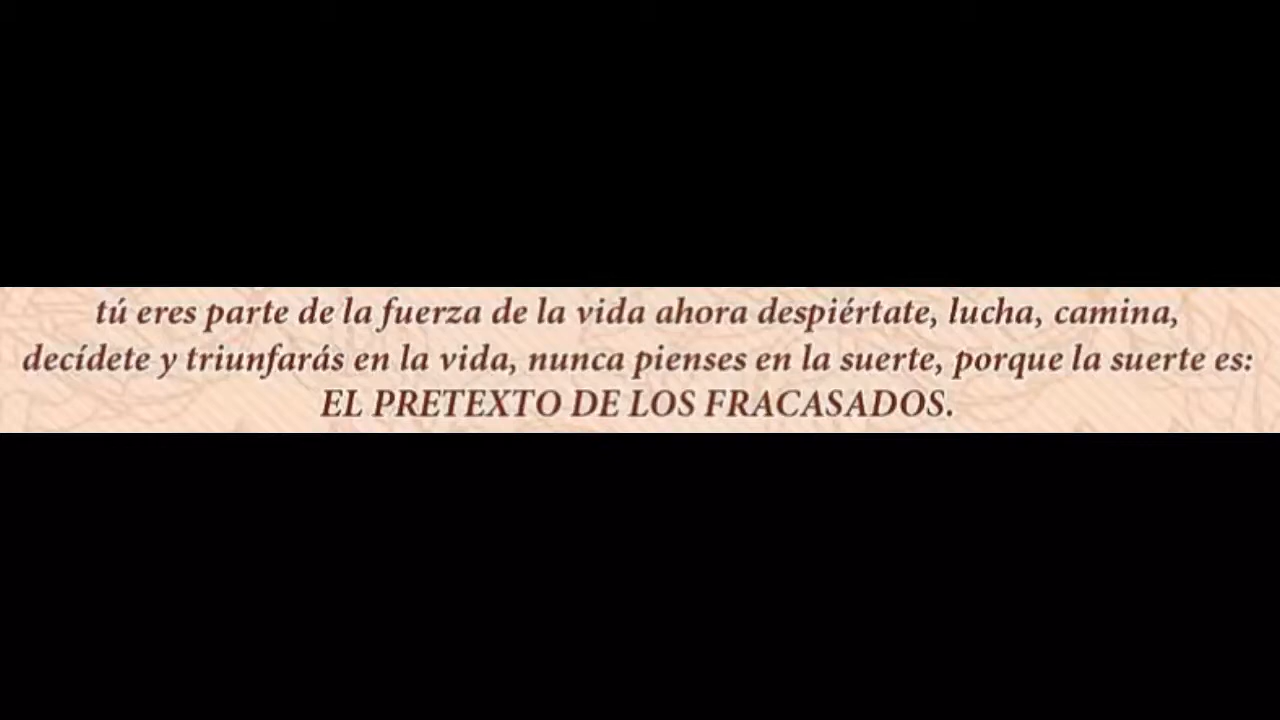 tú eres parte de la fuerza de la vida ahora despiértate, lucha, camina,
decídete y triunfarás en la vida, nunca pienses en la suerte, porque la suerte es:
EL PRETEXTO DE LOS FRACASADOS.